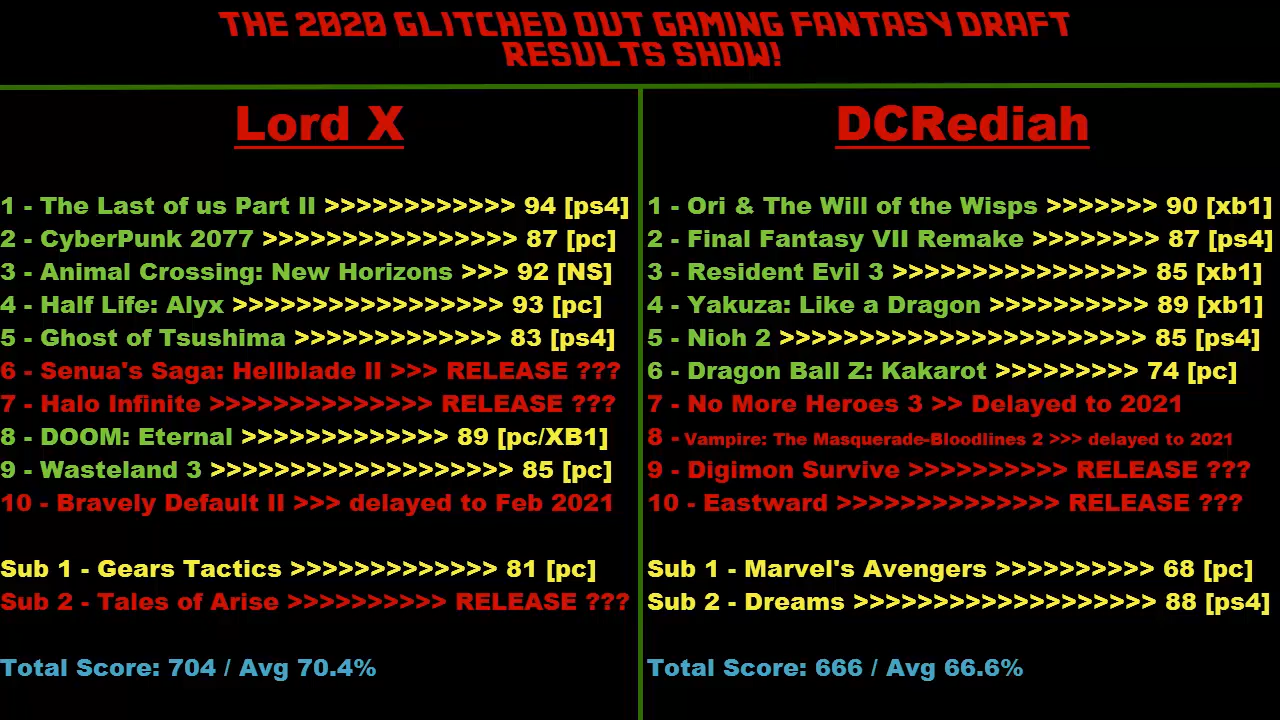 THE 2020 GLITCHED OUT GAMING FANTASY DRAFT
RESULTS SHOW!
Lord X
1 - The Last of us Part II >>>>>>>>>>>> 94 [ps4]
2 - CyberPunk 2077 >>>>>>>>>>>>>>>> 87 [pc]
3 - Animal Crossing: New Horizons >>> 92 [NS]
4 - Half Life: Alyx >>>>>>>>>>>>>>>>> 93 [pc]
5 - Ghost of Tsushima >>>>>>>>>>>>> 83 [ps4]
6 - Senua's Saga: Hellblade II >>> RELEASE ???
7 - Halo Infinite >>>>>>>>>>>>>> RELEASE ???
8 - DOOM: Eternal >>>>>>>>>>>>> 89 [pc/XB1]
9 - Wasteland 3 >>>>>>>>>>>>>>>>>>> 85 [pc]
10 - Bravely Default II >>> delayed to Feb 2021
Sub 1 - Gears Tactics >>>>>>>>>>>>> 81 [pc]
Sub 2 - Tales of Arise >>>>>>>>>> RELEASE ???
Total Score: 704 / Avg 70.4%
DCRediah
1 - Ori & The Will of the Wisps >>>>>>> 90 [xb1]
2 - Final Fantasy VII Remake >>>>>>>> 87 [ps4]
3 - Resident Evil 3 >>>>>>>>>>>>>>>> 85 [xb1]
4 - Yakuza: Like a Dragon >>>>>>>>>> 89 [xb1]
5 - Nioh 2 >>>>>>>>>>>>>>>>>>>>>>> 85 [ps4]
6 - Dragon Ball Z: Kakarot >>>>>>>>> 74 [pc]
7 - No More Heroes 3 >> Delayed to 2021
8 - Vampire: The Masquerade-Bloodlines 2 >>> delayed to 2021
9 - Digimon Survive >>>>>>>>>> RELEASE ???
10 - Eastward >>>>>>>>>>>>>> RELEASE ???
Sub 1 - Marvel's Avengers >>>>>>>>>> 68 [pc]
Sub 2 - Dreams >>>>>>>>>>>>>>>>>>> 88 [ps4]
Total Score: 666 / Avg 66.6%